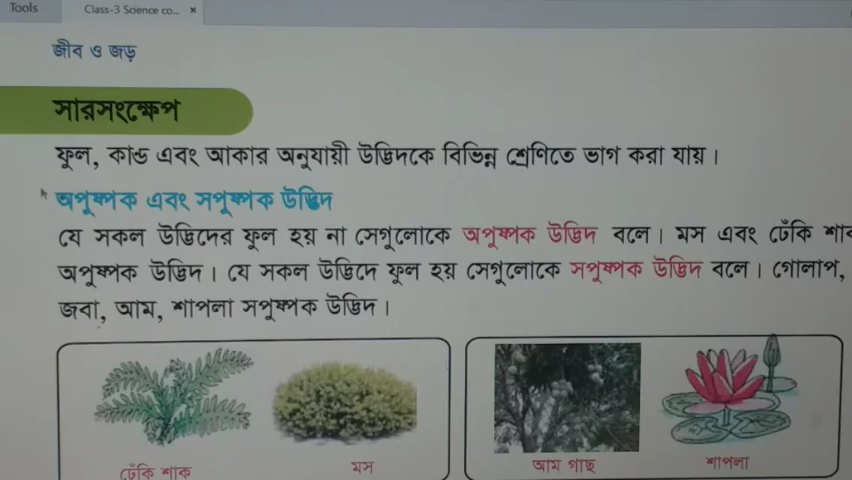 Tools
Class-3 Science co... ×
জীব ও জড়
সারসংক্ষেপ
ফুল, কান্ড এবং আকার অনুযায়ী উদ্ভিদকে বিভিন্ন শ্রেণিতে ভাগ করা যায়।
অপুষ্পক এবং সপুষ্পক উদ্ভিদ
যে সকল উদ্ভিদের ফুল হয় না সেগুলোকে অপুষ্পক উদ্ভিদ বলে। মস এবং ঢেঁকি শাক
অপুষ্পক উদ্ভিদ। যে সকল উদ্ভিদে ফুল হয় সেগুলোকে সপুষ্পক উদ্ভিদ বলে। গোলাপ,
জবা, আম, শাপলা সপুষ্পক উদ্ভিদ।
ঢেঁকি শাক
মস
আম গাছ
শাপলা